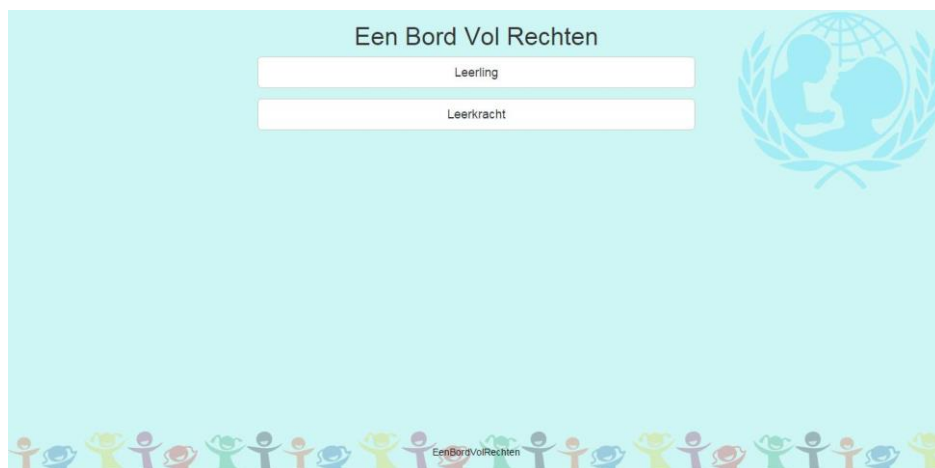 Een Bord Vol Rechten
Leerling
Leerkracht
EenBordVolRechten